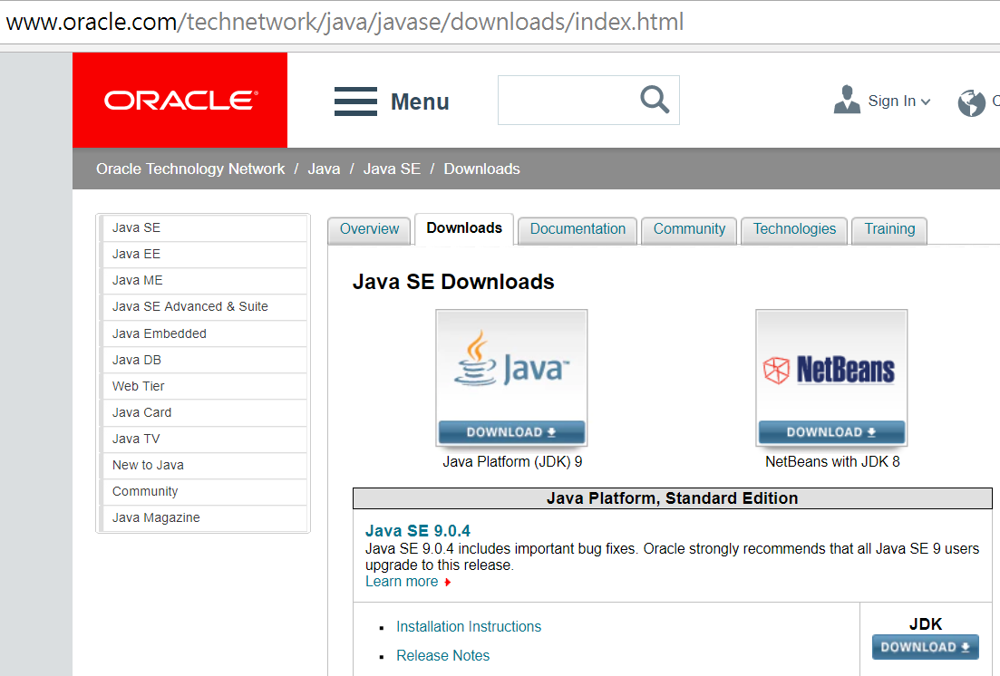 www.oracle.com/technetwork/java/javase/downloads/index.html
ORACLE®
Menu
Sign In
Oracle Technology Network / Java / Java SE / Downloads
Java SE
Java EE
Java ME
Java SE Advanced & Suite
Java Embedded
Java DB
Web Tier
Java Card
Java TV
New to Java
Community
Java Magazine
Overview
Downloads
Documentation
Community
Technologies
Training
Java SE Downloads
Java™
DOWNLOAD
Java Platform (JDK) 9
NetBeans
DOWNLOAD
NetBeans with JDK 8
Java Platform, Standard Edition
Java SE 9.0.4
Java SE 9.0.4 includes important bug fixes. Oracle strongly recommends that all Java SE 9 users
upgrade to this release.
Learn more
Installation Instructions
Release Notes
JDK
DOWNLOAD